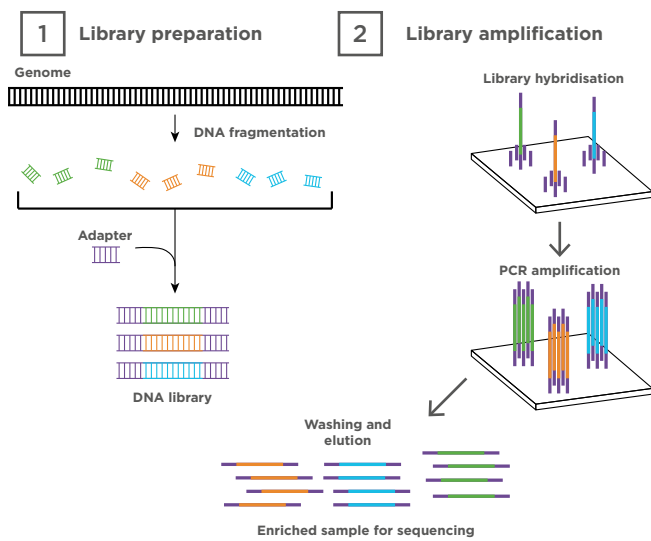 1 Library preparation
Genome
DNA fragmentation
Adapter
DNA library
2 Library amplification
Library hybridisation
PCR amplification
Washing and
elution
Enriched sample for sequencing